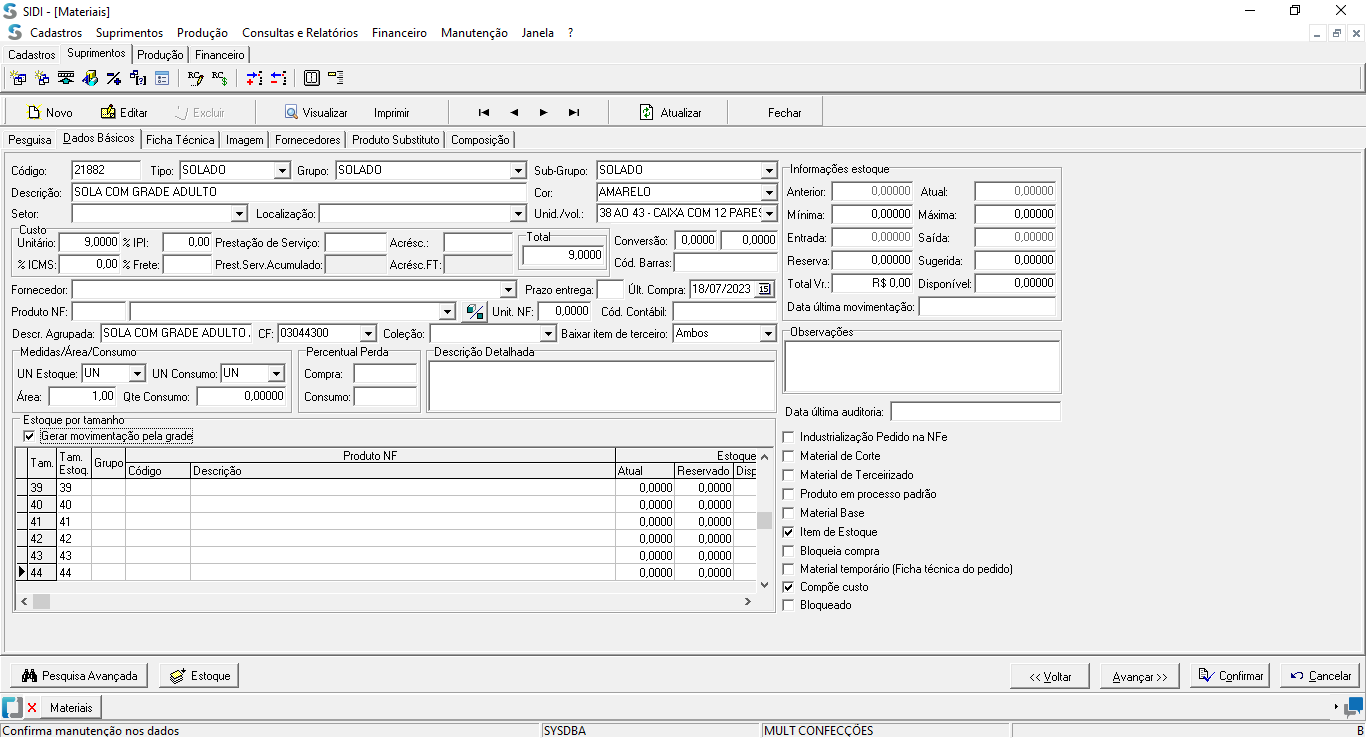 SIDI - [Materiais]
Cadastros Suprimentos Produção Consultas e Relatórios Financeiro Manutenção Janela ?
Cadastros Suprimentos Produção Financeiro
Novo Editar Excluir Visualizar Imprimir Atualizar Fechar
Pesquisa Dados Básicos Ficha Técnica Imagem Fornecedores Produto Substituto Composição
Código: 21882 Tipo: SOLADO Grupo: SOLADO Sub-Grupo: SOLADO
Descrição: SOLA COM GRADE ADULTO Cor: AMARELO
Setor: Localização: Unid./vol.: 38 AO 43 - CAIXA COM 12 PARES
Custo
Unitário: 9,0000 % IPI: 0,00 Prestação de Serviço: Acrésc.:
% ICMS: 0,00 % Frete: Prest.Serv.Acumulado: Acrésc.FT:
Total
9,0000
Conversão: 0,0000 0,0000
Cód. Barras:
Fornecedor: Prazo entrega: Últ. Compra: 18/07/2023 15
Produto NF: Unit. NF: 0,0000 Cód. Contábil:
Descr. Agrupada: SOLA COM GRADE ADULTO . CF: 03044300 Coleção: Baixar item de terceiro: Ambos
Medidas/Área/Consumo
UN Estoque: UN UN Consumo: UN
Área: 1,00 Qte Consumo: 0,00000
Percentual Perda
Compra:
Consumo:
Descrição Detalhada
Estoque por tamanho
Gerar movimentação pela grade
Tam. Tam. Estoq. Grupo Produto NF Estoque
Código Descrição Atual Reservado Disp
39 39 0,0000 0,0000
40 40 0,0000 0,0000
41 41 0,0000 0,0000
42 42 0,0000 0,0000
43 43 0,0000 0,0000
44 44 0,0000 0,0000
Informações estoque
Anterior: 0,00000 Atual: 0,00000
Mínima: 0,00000 Máxima: 0,00000
Entrada: 0,00000 Saída: 0,00000
Reserva: 0,00000 Sugerida: 0,00000
Total Vr.: R$ 0,00 Disponível: 0,00000
Data última movimentação:
Observações
Data última auditoria:
Industrialização Pedido na NFe
Material de Corte
Material de Terceirizado
Produto em processo padrão
Material Base
Item de Estoque
Bloqueia compra
Material temporário (Ficha técnica do pedido)
Compõe custo
Bloqueado
Pesquisa Avançada Estoque << Voltar Avançar >> Confirmar Cancelar
Materiais
Confirma manutenção nos dados SYSDBA MULT CONFECÇÕES B